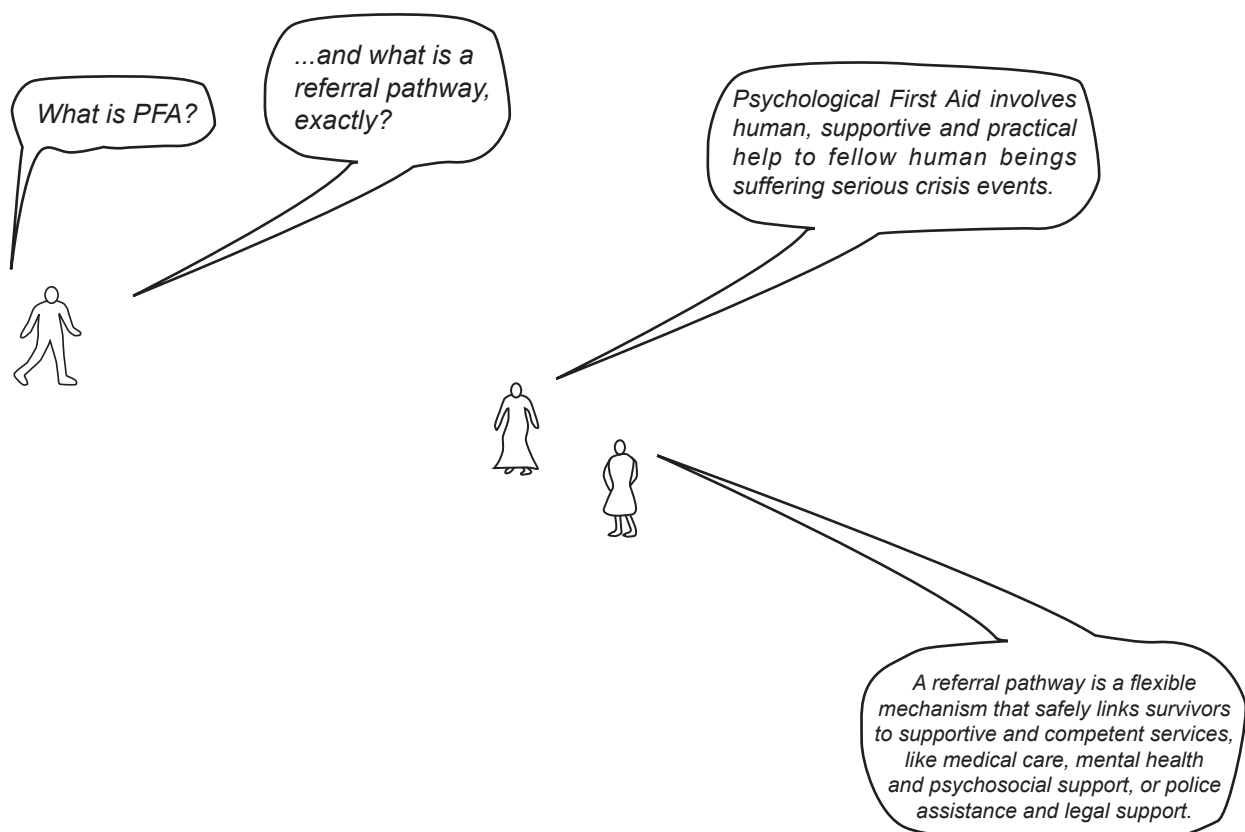 What is PFA?
...and what is a
referral pathway,
exactly?
Psychological First Aid involves
human, supportive and practical
help to fellow human beings
suffering serious crisis events.
A referral pathway is a flexible
mechanism that safely links survivors
to supportive and competent services,
like medical care, mental health
and psychosocial support, or police
assistance and legal support.